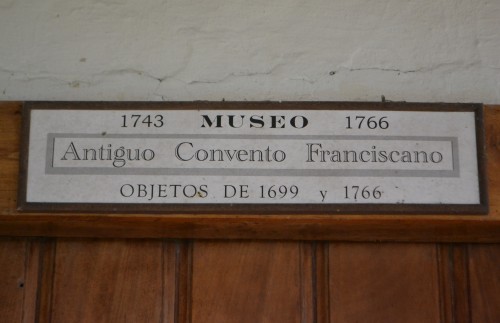 1743 MUSEO 1766
Antiguo Convento Franciscano
OBJETOS DE 1699 y 1766